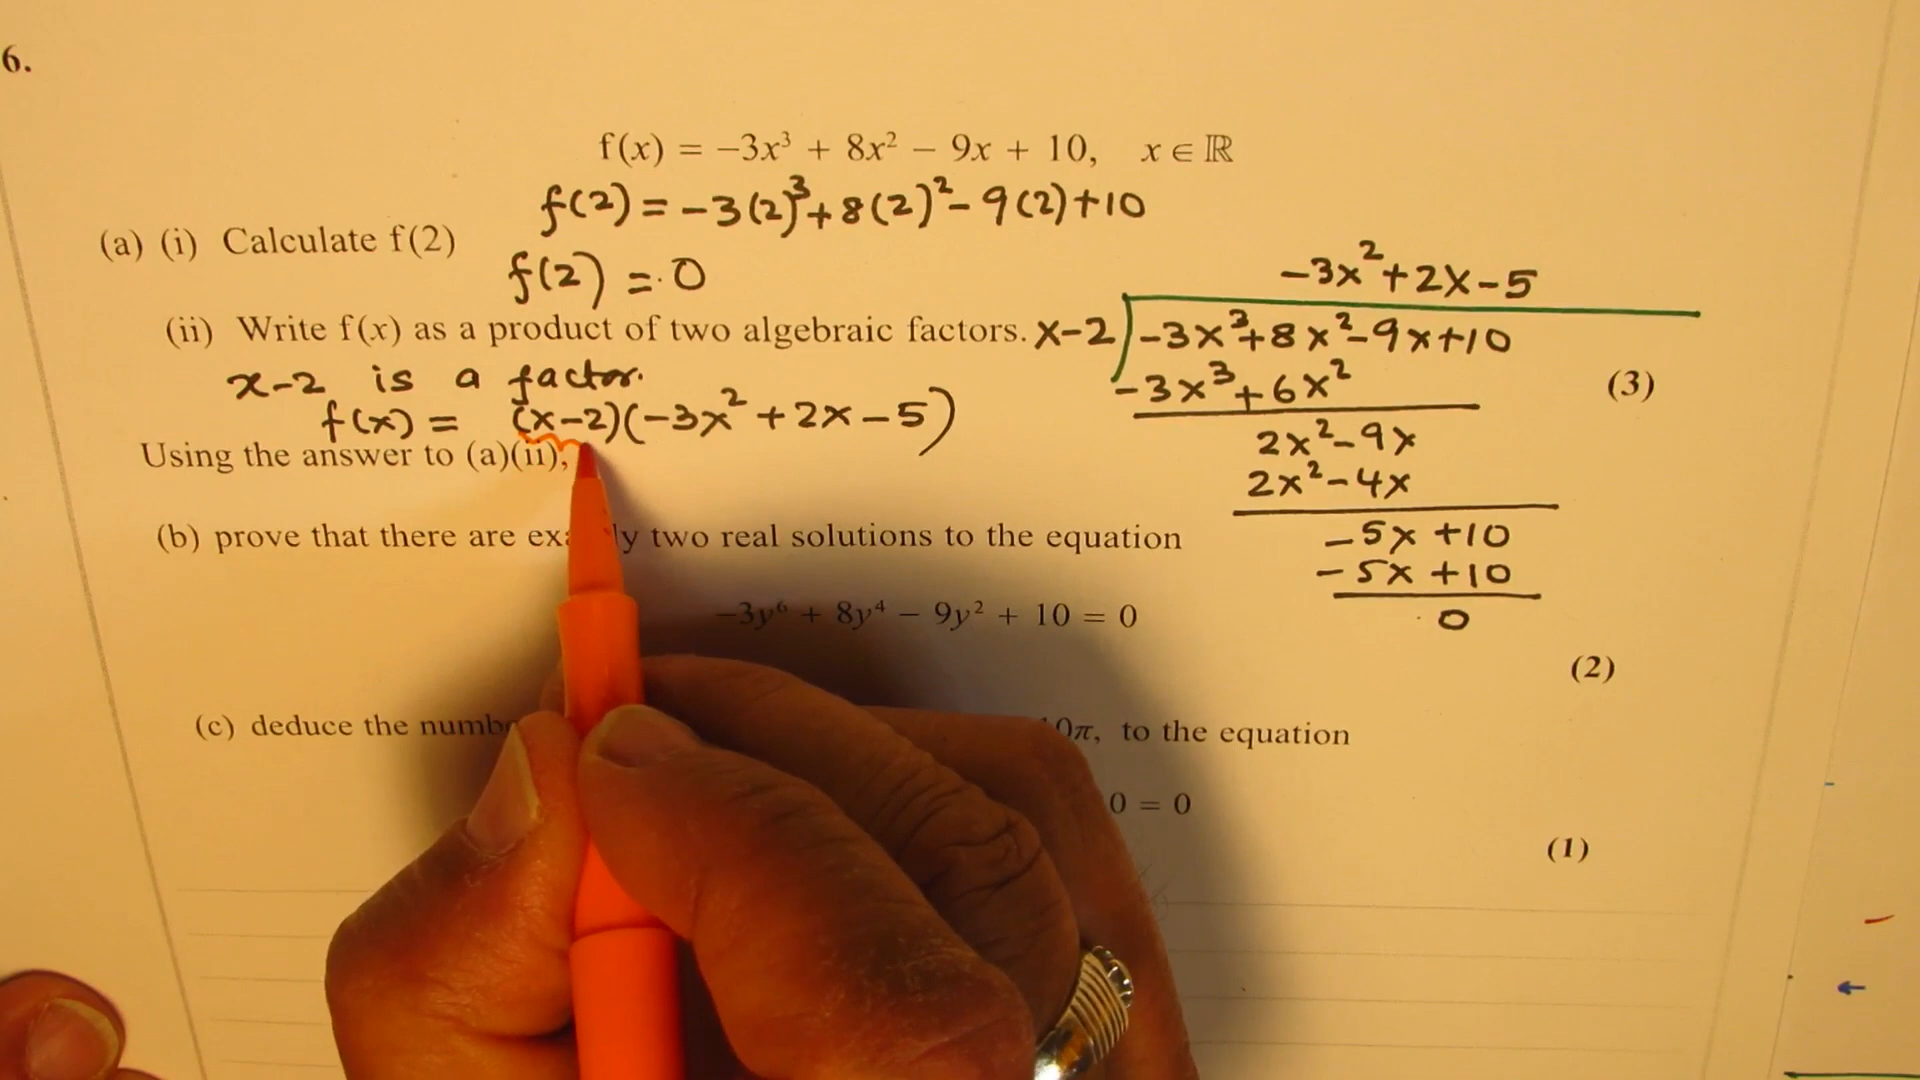 6.
f(x) = −3x³ + 8x² − 9x + 10, x ∈ ℝ
f(2) = −3(2)³ + 8(2)² − 9(2) + 10
(a) (i) Calculate f(2)
f(2) = 0
−3x² + 2x − 5
(ii) Write f(x) as a product of two algebraic factors. x−2 −3x³ + 8x² − 9x + 10
x−2 is a factor.
−3x³ + 6x²
(3)
f(x) = (x−2)(−3x² + 2x − 5)
2x² − 9x
Using the answer to (a)(ii),
2x² − 4x
(b) prove that there are two real solutions to the equation
−5x + 10
−5x + 10
−3y⁶ + 8y⁴ − 9y² + 10 = 0
0
(2)
(c) deduce the 0π, to the equation
0 = 0
(1)